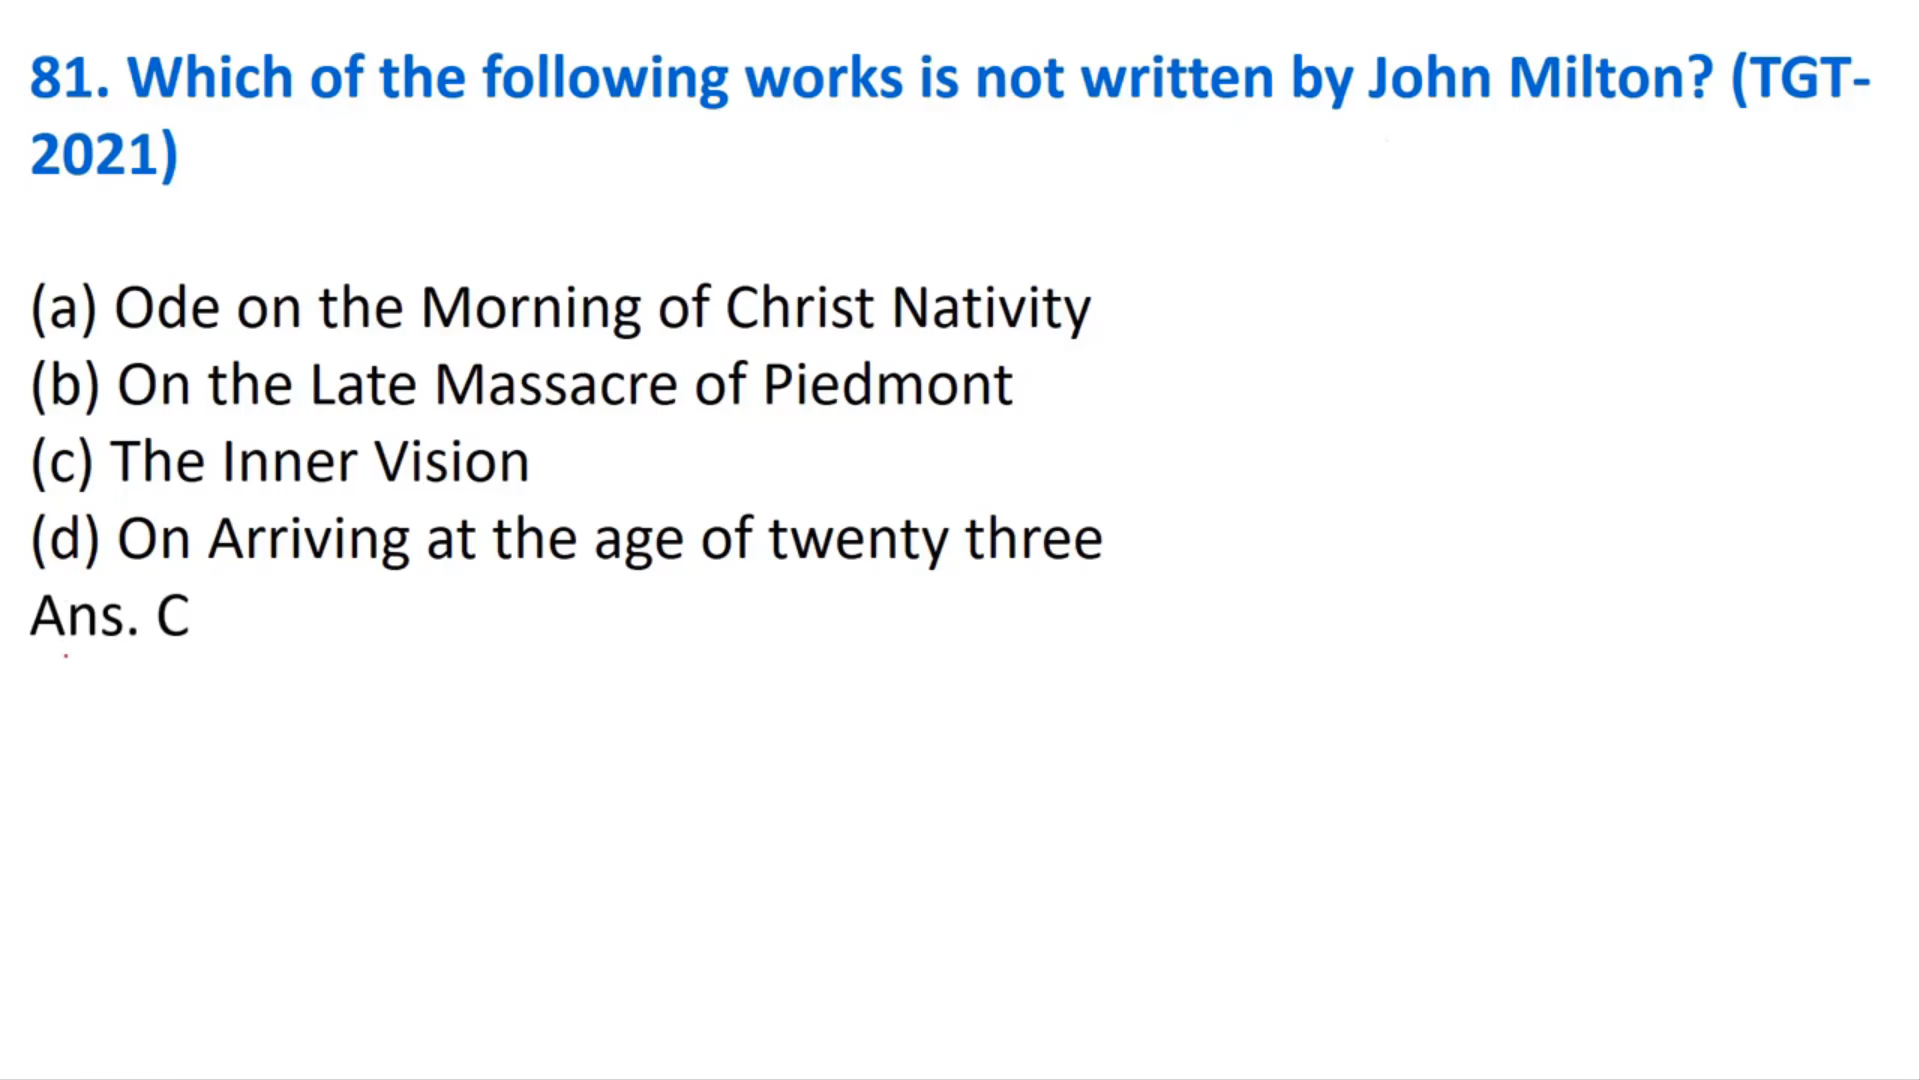 81. Which of the following works is not written by John Milton? (TGT-
2021)
(a) Ode on the Morning of Christ Nativity
(b) On the Late Massacre of Piedmont
(c) The Inner Vision
(d) On Arriving at the age of twenty three
Ans. C